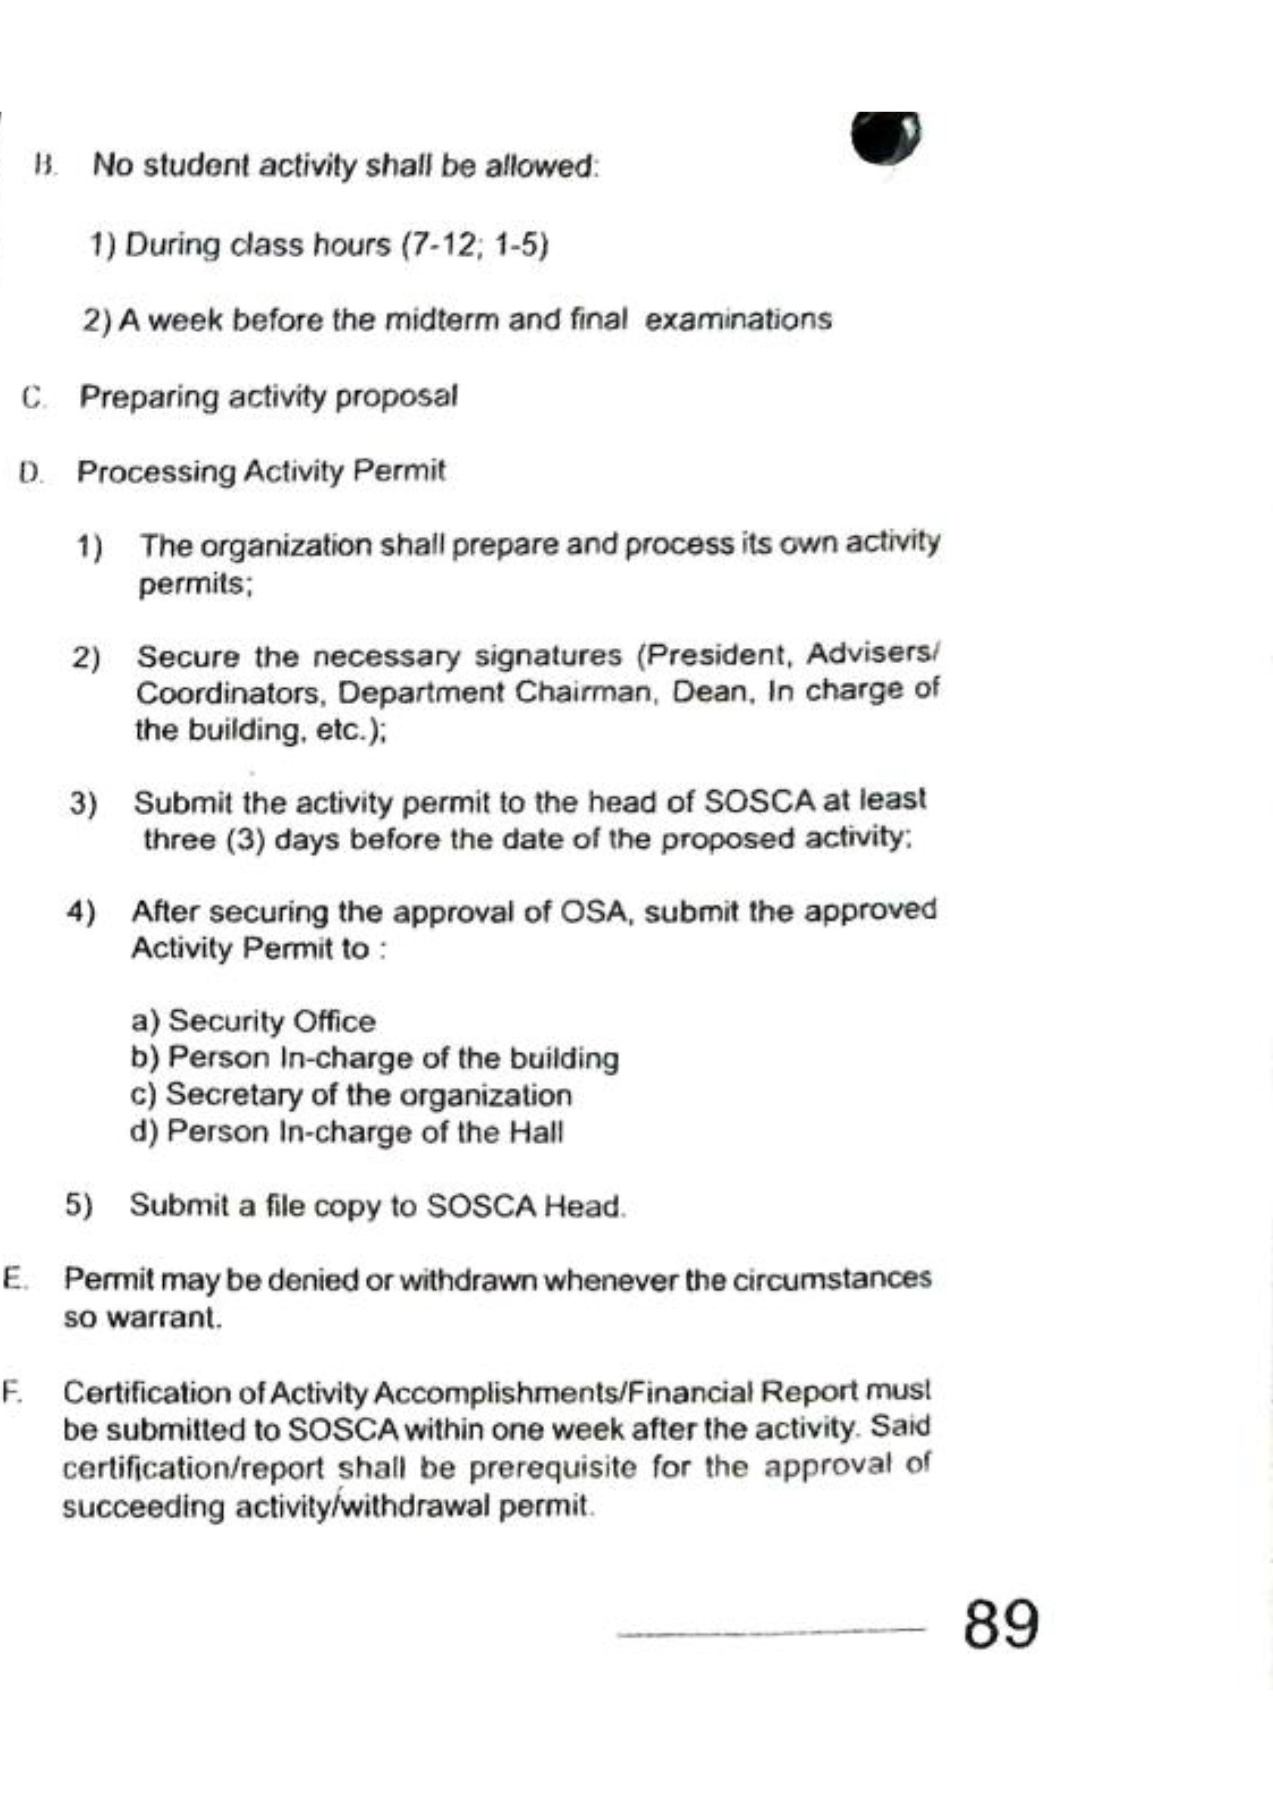 B. No student activity shall be allowed:
1) During class hours (7-12; 1-5)
2) A week before the midterm and final examinations
C. Preparing activity proposal
D. Processing Activity Permit
1) The organization shall prepare and process its own activity
permits;
2) Secure the necessary signatures (President, Advisers/
Coordinators, Department Chairman, Dean, In charge of
the building, etc.);
3) Submit the activity permit to the head of SOSCA at least
three (3) days before the date of the proposed activity;
4) After securing the approval of OSA, submit the approved
Activity Permit to :
a) Security Office
b) Person In-charge of the building
c) Secretary of the organization
d) Person In-charge of the Hall
5) Submit a file copy to SOSCA Head.
E. Permit may be denied or withdrawn whenever the circumstances
so warrant.
F. Certification of Activity Accomplishments/Financial Report must
be submitted to SOSCA within one week after the activity. Said
certification/report shall be prerequisite for the approval of
succeeding activity/withdrawal permit.
89